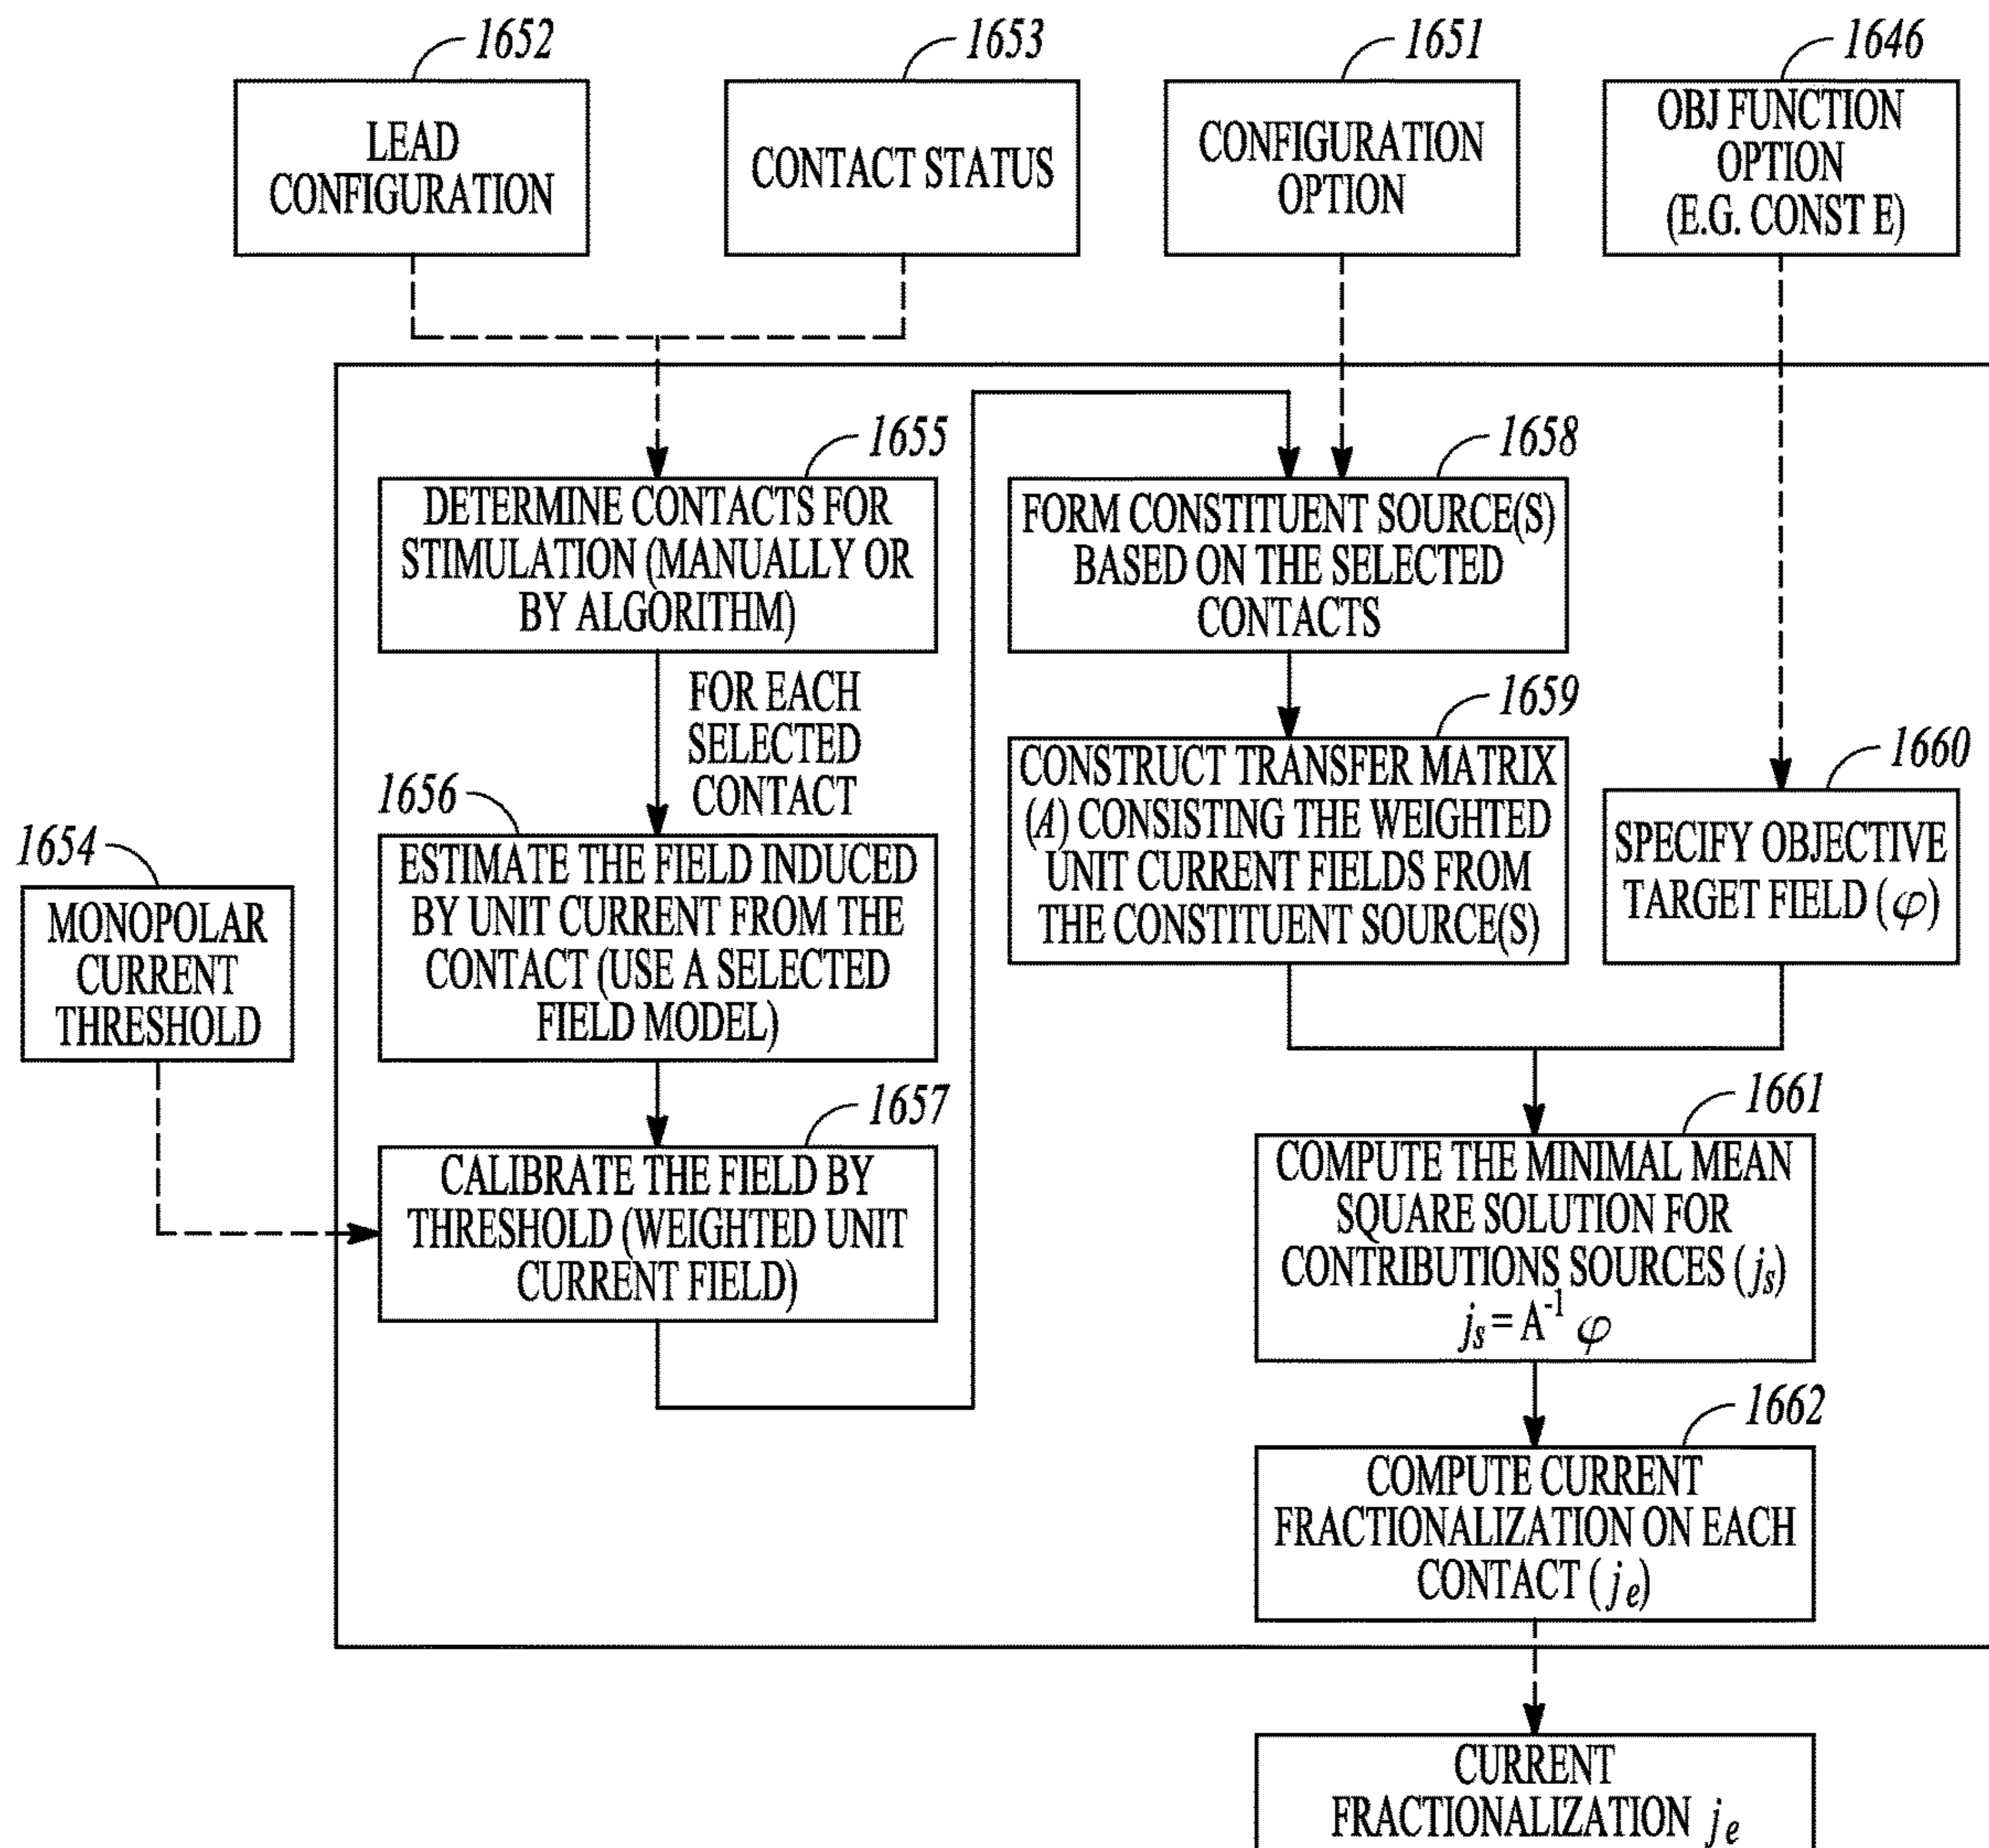 1652
1653
1651
1646
LEAD
CONFIGURATION
CONTACT STATUS
CONFIGURATION
OPTION
OBJ FUNCTION
OPTION
(E.G. CONST E)
1655
DETERMINE CONTACTS FOR
STIMULATION (MANUALLY OR
BY ALGORITHM)
FOR EACH
SELECTED
CONTACT
1656
ESTIMATE THE FIELD INDUCED
BY UNIT CURRENT FROM THE
CONTACT (USE A SELECTED
FIELD MODEL)
1654
MONOPOLAR
CURRENT
THRESHOLD
1657
CALIBRATE THE FIELD BY
THRESHOLD (WEIGHTED UNIT
CURRENT FIELD)
1658
FORM CONSTITUENT SOURCE(S)
BASED ON THE SELECTED
CONTACTS
1659
CONSTRUCT TRANSFER MATRIX
(A) CONSISTING THE WEIGHTED
UNIT CURRENT FIELDS FROM
THE CONSTITUENT SOURCE(S)
1660
SPECIFY OBJECTIVE
TARGET FIELD (φ)
1661
COMPUTE THE MINIMAL MEAN
SQUARE SOLUTION FOR
CONTRIBUTIONS SOURCES (js)
js = A⁻¹ φ
1662
COMPUTE CURRENT
FRACTIONALIZATION ON EACH
CONTACT (je)
CURRENT
FRACTIONALIZATION je